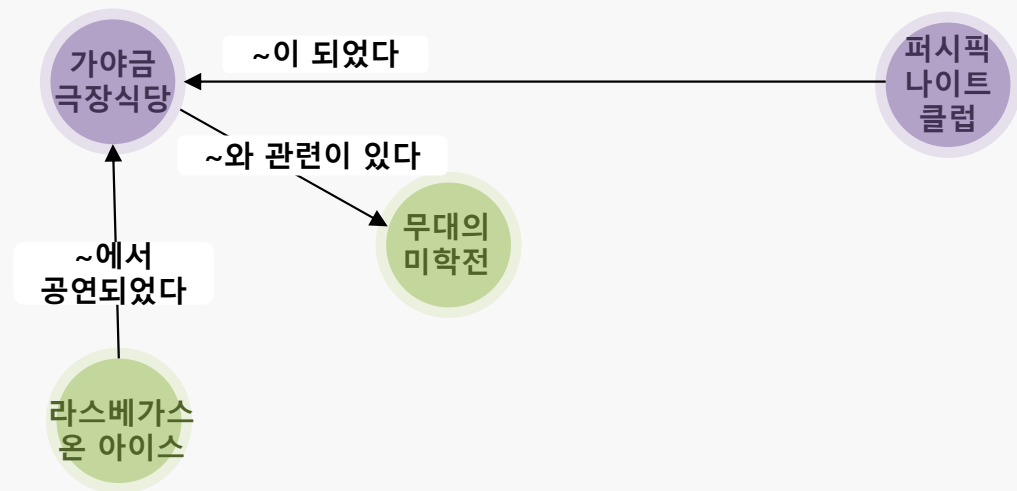 가야금
극장식당
~이 되었다
퍼시픽
나이트
클럽
~와 관련이 있다
무대의
미학전
~에서
공연되었다
라스베가스
온 아이스